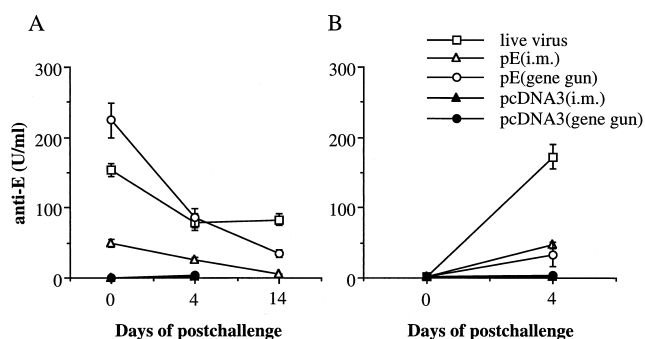 A
B
live virus
pE(i.m.)
pE(gene gun)
pcDNA3(i.m.)
pcDNA3(gene gun)
anti-E (U/ml)
300
200
100
0
0 4 14
Days of postchallenge
300
200
100
0
0 4
Days of postchallenge